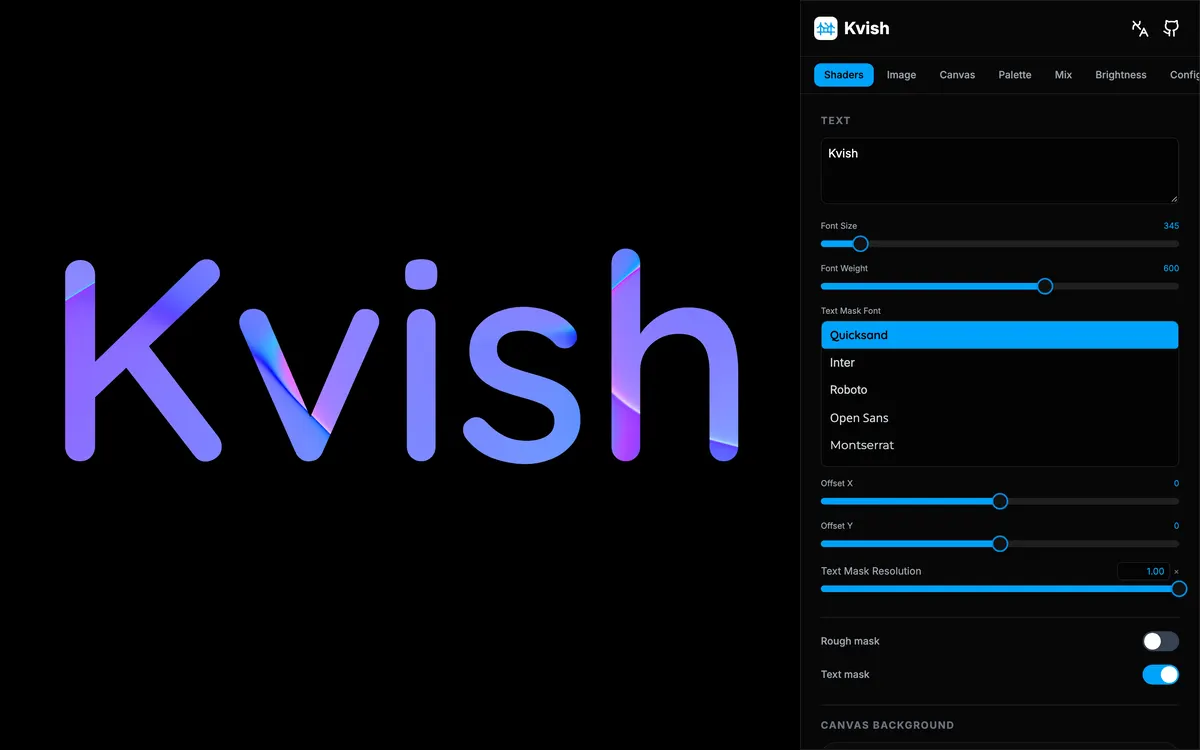 Kvish
Kvish
Shaders Image Canvas Palette Mix Brightness Config
TEXT
Kvish
Font Size 345
Font Weight 600
Text Mask Font
Quicksand
Inter
Roboto
Open Sans
Montserrat
Offset X 0
Offset Y 0
Text Mask Resolution 1.00 ×
Rough mask
Text mask
CANVAS BACKGROUND